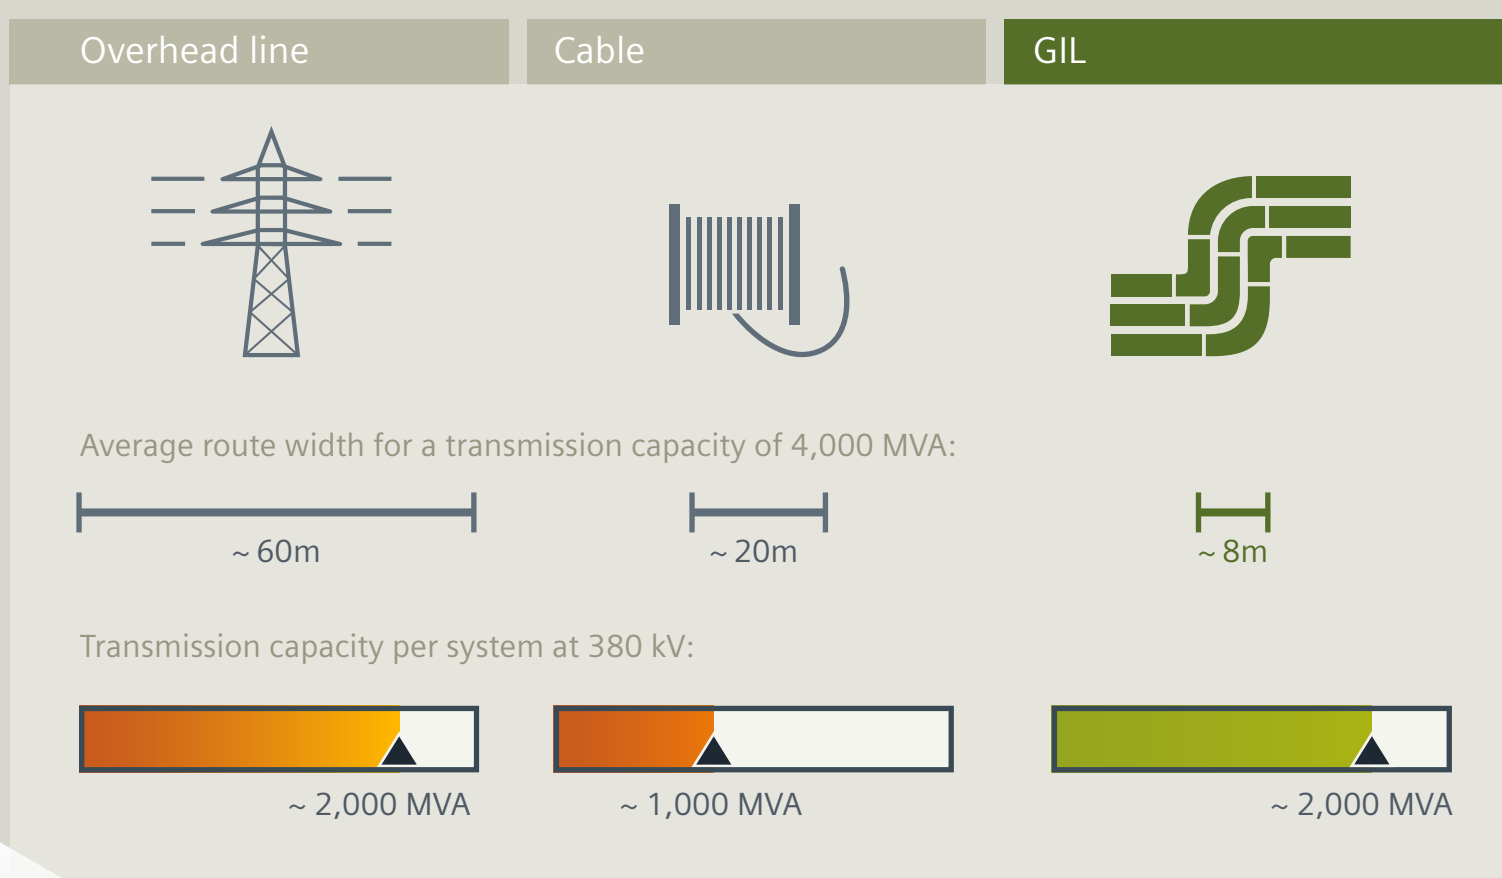 Overhead line
Cable
GIL
Average route width for a transmission capacity of 4,000 MVA:
~ 60m
~ 20m
~ 8m
Transmission capacity per system at 380 kV:
~ 2,000 MVA
~ 1,000 MVA
~ 2,000 MVA